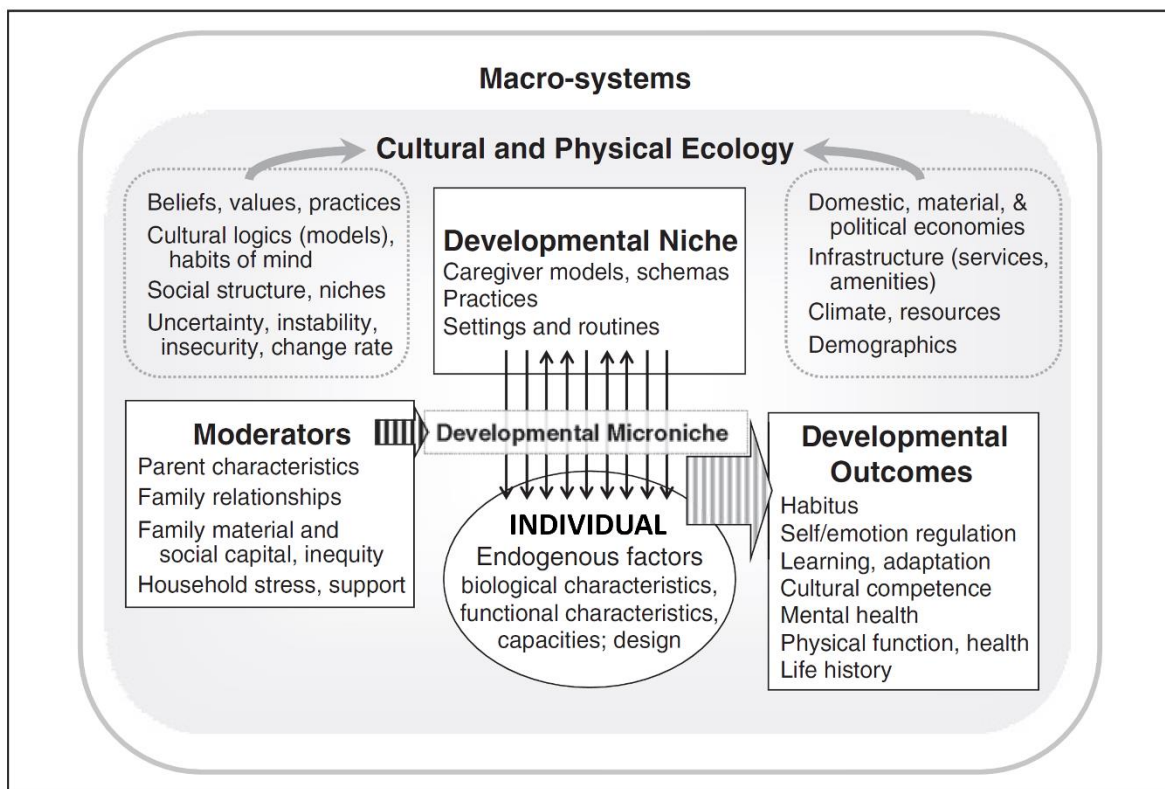 Macro-systems
Cultural and Physical Ecology
Beliefs, values, practices
Cultural logics (models),
habits of mind
Social structure, niches
Uncertainty, instability,
insecurity, change rate
Developmental Niche
Caregiver models, schemas
Practices
Settings and routines
Domestic, material, &
political economies
Infrastructure (services,
amenities)
Climate, resources
Demographics
Moderators
Parent characteristics
Family relationships
Family material and
social capital, inequity
Household stress, support
Developmental Microniche
INDIVIDUAL
Endogenous factors
biological characteristics,
functional characteristics,
capacities; design
Developmental
Outcomes
Habitus
Self/emotion regulation
Learning, adaptation
Cultural competence
Mental health
Physical function, health
Life history